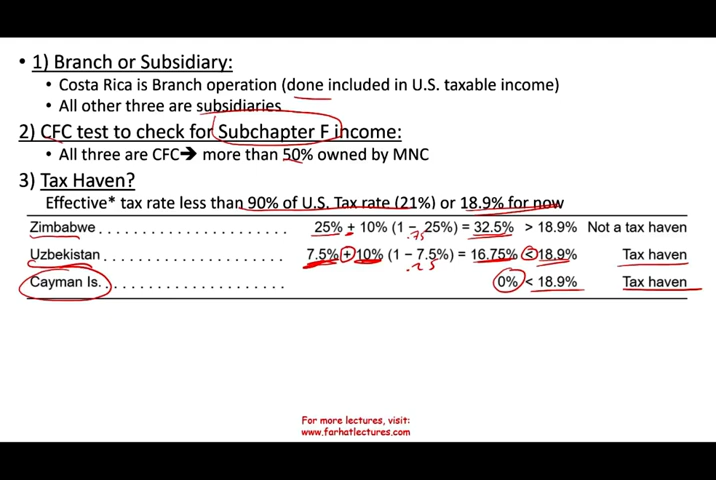 • 1) Branch or Subsidiary:
• Costa Rica is Branch operation (done included in U.S. taxable income)
• All other three are subsidiaries
2) CFC test to check for Subchapter F income:
• All three are CFC➔ more than 50% owned by MNC
3) Tax Haven?
Effective* tax rate less than 90% of U.S. Tax rate (21%) or 18.9% for now
Zimbabwe . . . . . . . . . . . . . . . . . . . . . . . . 25% + 10% (1 − 25%) = 32.5% > 18.9% Not a tax haven
.75
Uzbekistan . . . . . . . . . . . . . . . . . . . . . . . 7.5% + 10% (1 − 7.5%) = 16.75% < 18.9% Tax haven
Cayman Is. . . . . . . . . . . . . . . . . . . . . . . . 0% < 18.9% Tax haven
For more lectures, visit:
www.farhatlectures.com